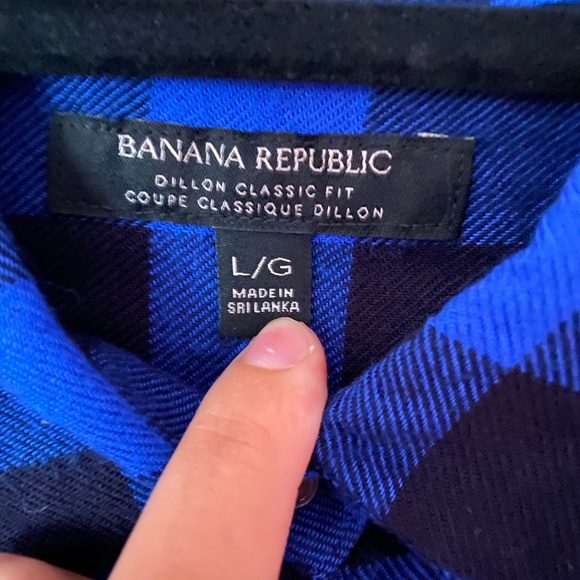 BANANA REPUBLIC
DILLON CLASSIC FIT
COUPE CLASSIQUE DILLON
L/G
MADE IN
SRI LANKA